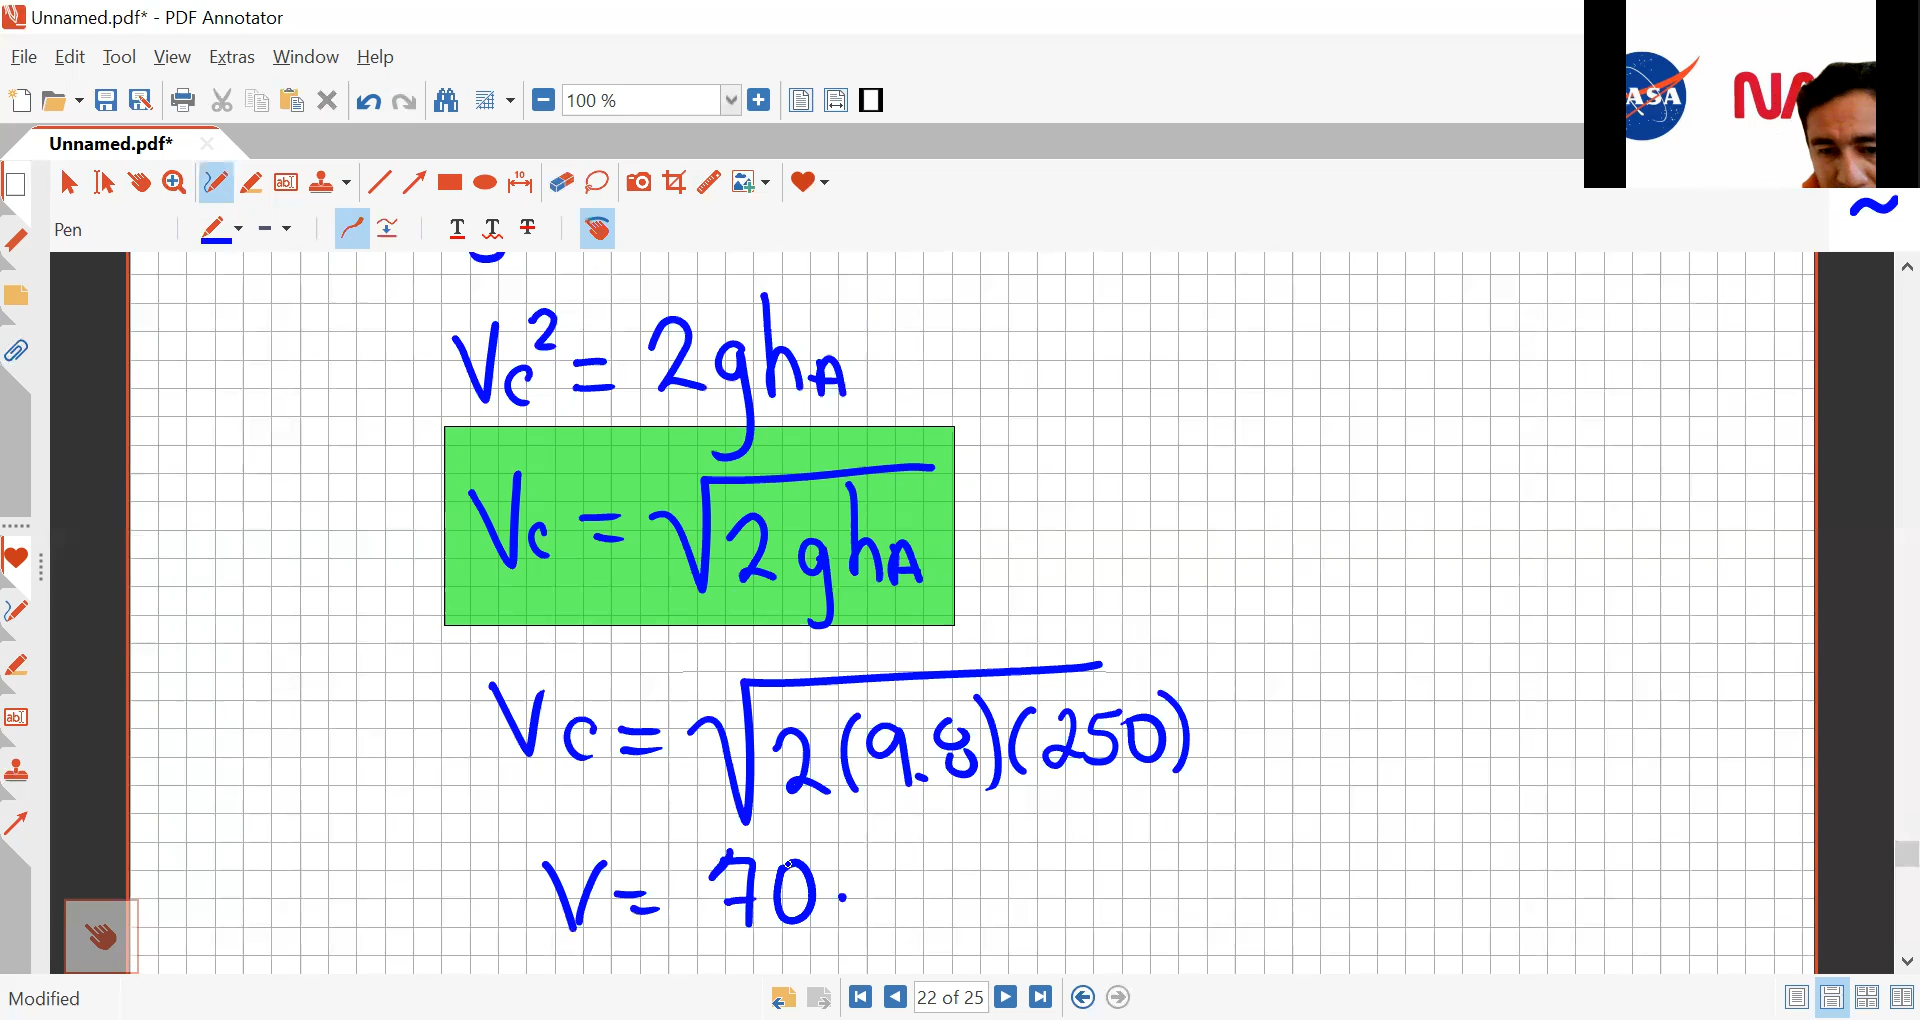 Unnamed.pdf* - PDF Annotator
File Edit Tool View Extras Window Help
100 %
Unnamed.pdf*
Pen
Vc² = 2ghA
Vc = √2ghA
Vc = √2(9.8)(250)
V = 70.
Modified
22 of 25